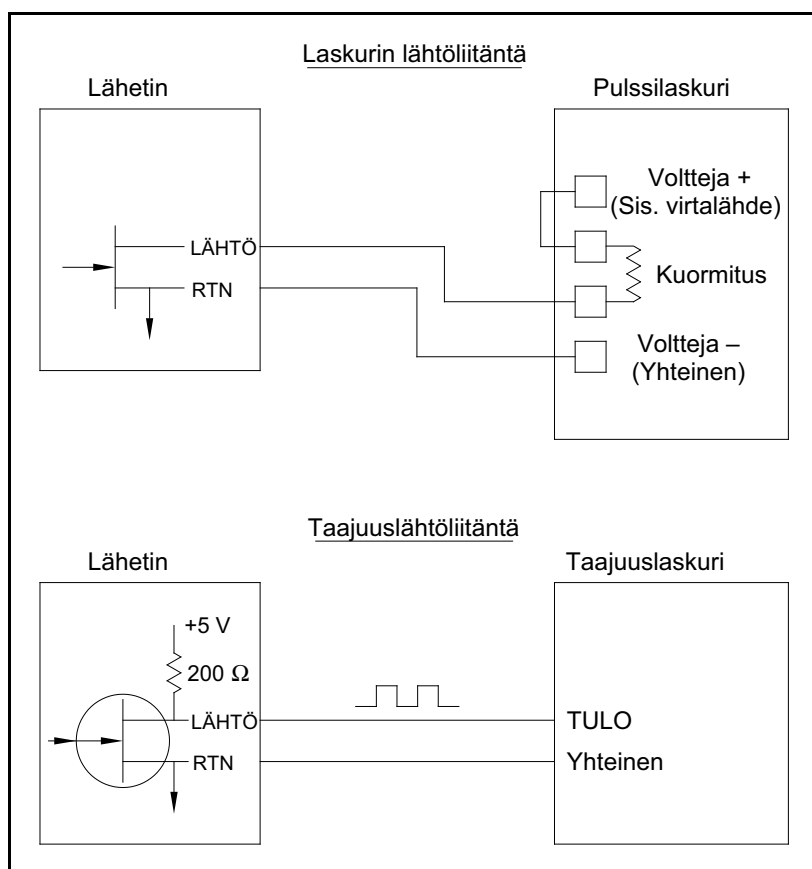 Laskurin lähtöliitäntä
Lähetin
Pulssilaskuri
Voltteja +
(Sis. virtalähde)
LÄHTÖ
Kuormitus
RTN
Voltteja –
(Yhteinen)
Taajuuslähtöliitäntä
Lähetin
Taajuuslaskuri
+5 V
200 Ω
LÄHTÖ
TULO
RTN
Yhteinen